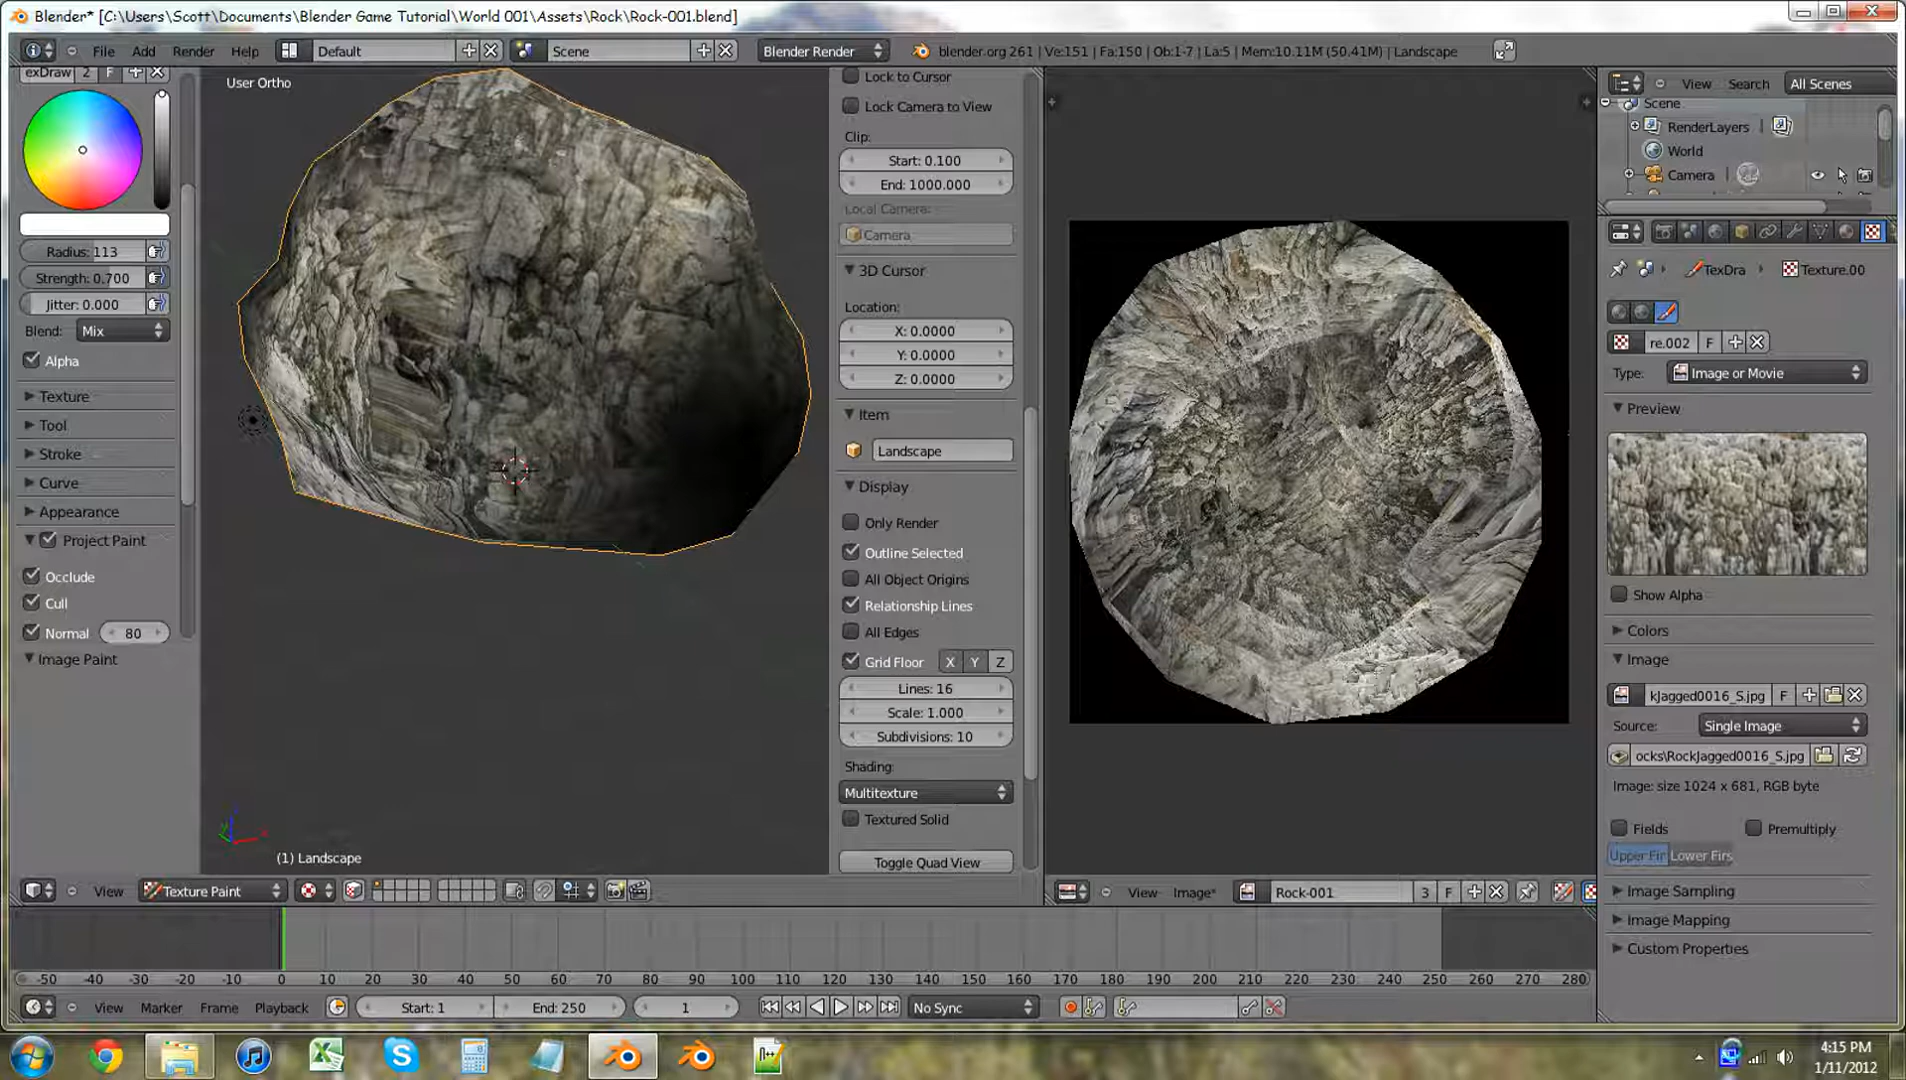 Blender* [C:\Users\Scott\Documents\Blender Game Tutorial\World 001\Assets\Rock\Rock-001.blend]
File Add Render Help Default Scene Blender Render blender.org 261 | Ve:151 | Fa:150 | Ob:1-7 | La:5 | Mem:10.11M (50.41M) | Landscape
exDraw 2 F
User Ortho
Radius: 113
Strength: 0.700
Jitter: 0.000
Blend: Mix
Alpha
Texture
Tool
Stroke
Curve
Appearance
Project Paint
Occlude
Cull
Normal 80
Image Paint
(1) Landscape
View Texture Paint
Lock to Cursor
Lock Camera to View
Clip:
Start: 0.100
End: 1000.000
Local Camera:
Camera
3D Cursor
Location:
X: 0.0000
Y: 0.0000
Z: 0.0000
Item
Landscape
Display
Only Render
Outline Selected
All Object Origins
Relationship Lines
All Edges
Grid Floor X Y Z
Lines: 16
Scale: 1.000
Subdivisions: 10
Shading:
Multitexture
Textured Solid
Toggle Quad View
View Image* Rock-001 3 F
View Search All Scenes
Scene
RenderLayers
World
Camera
TexDra Texture.00
re.002 F
Type: Image or Movie
Preview
Show Alpha
Colors
Image
kJagged0016_S.jpg F
Source: Single Image
ocks\RockJagged0016_S.jpg
Image: size 1024 x 681, RGB byte
Fields Premultiply
Upper Fir Lower Firs
Image Sampling
Image Mapping
Custom Properties
-50 -40 -30 -20 -10 0 10 20 30 40 50 60 70 80 90 100 110 120 130 140 150 160 170 180 190 200 210 220 230 240 250 260 270 280
View Marker Frame Playback Start: 1 End: 250 1 No Sync
4:15 PM
1/11/2012